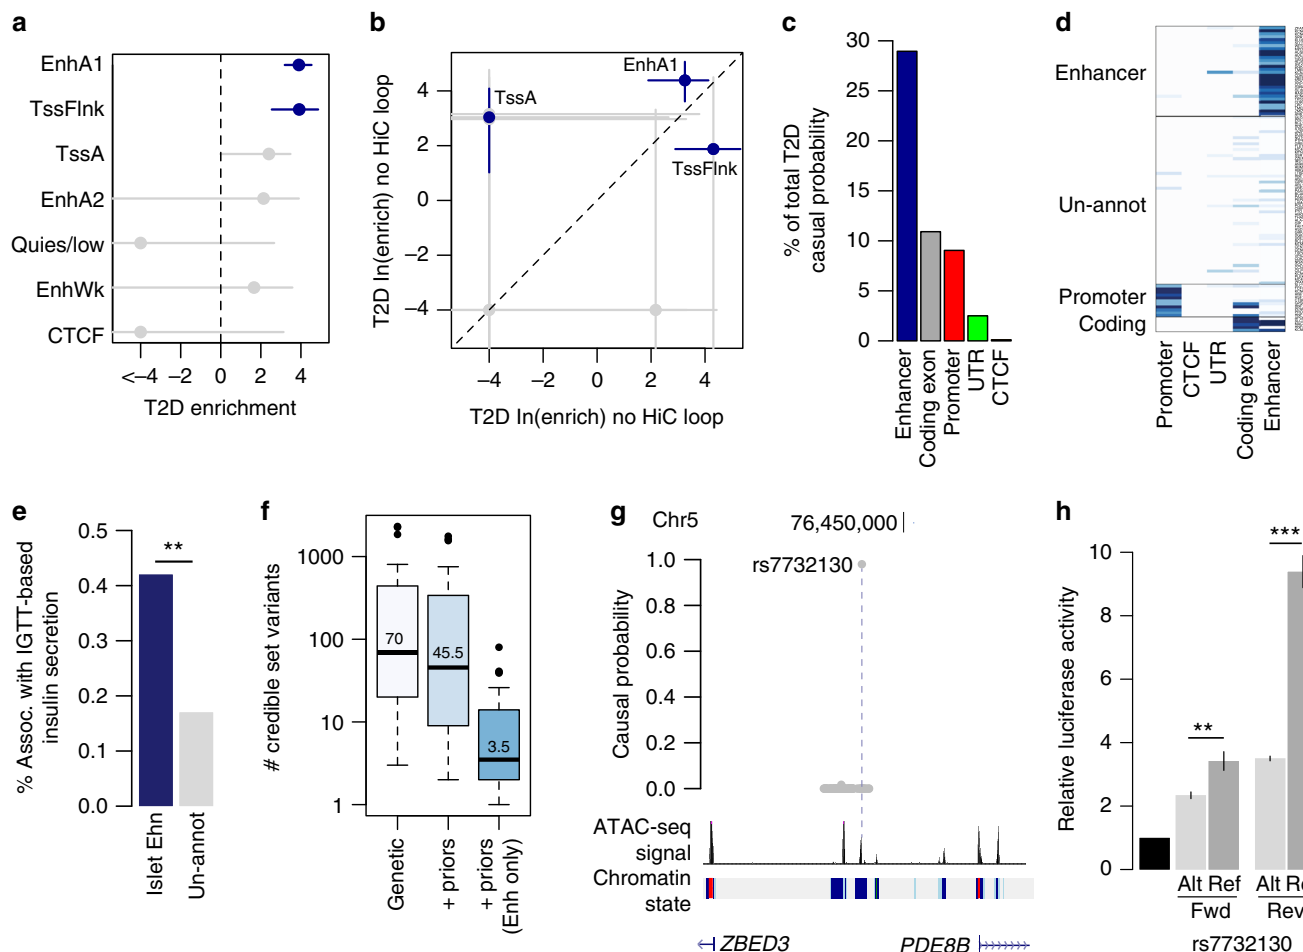 a
EnhA1
TssFlnk
TssA
EnhA2
Quies/low
EnhWk
CTCF
<–4 –2 0 2 4
T2D enrichment
b
T2D ln(enrich) no HiC loop
4
2
0
–2
–4
EnhA1
TssA
TssFlnk
–4 –2 0 2 4
T2D ln(enrich) no HiC loop
c
% of total T2D
casual probability
30
25
20
15
10
5
0
Enhancer
Coding exon
Promoter
UTR
CTCF
d
Enhancer
Un-annot
Promoter
Coding
Promoter
CTCF
UTR
Coding exon
Enhancer
e
% Assoc. with IGTT-based
insulin secretion
0.5
0.4
0.3
0.2
0.1
0.0
**
Islet Ehn
Un-annot
f
# credible set variants
1000
100
10
1
70
45.5
3.5
Genetic
+ priors
+ priors
(Enh only)
g
Chr5
76,450,000
rs7732130
Causal probability
1.0
0.8
0.6
0.4
0.2
0.0
ATAC-seq
signal
Chromatin
state
ZBED3
PDE8B
h
Relative luciferase activity
10
8
6
4
2
0
**
***
Alt Ref
Alt
Fwd
Rev
rs7732130